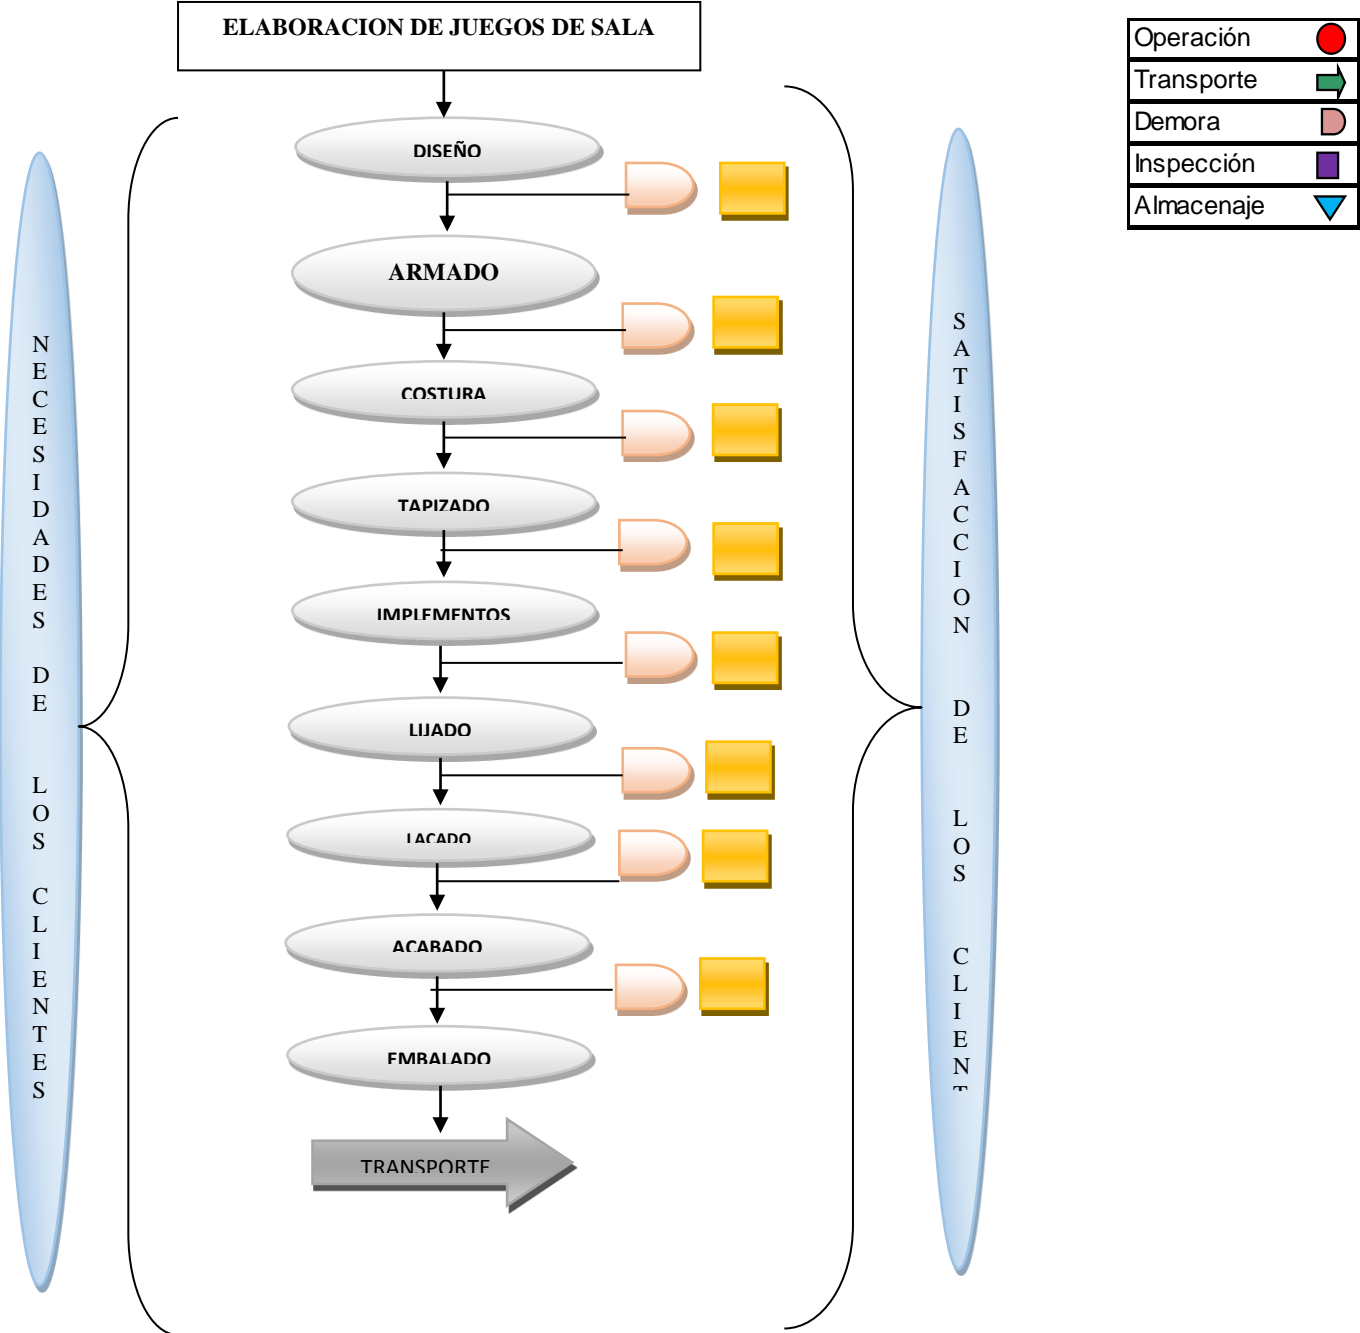 ELABORACION DE JUEGOS DE SALA
Operación
Transporte
Demora
Inspección
Almacenaje
DISEÑO
ARMADO
COSTURA
TAPIZADO
IMPLEMENTOS
LIJADO
LACADO
ACABADO
EMBALADO
TRANSPORTE
NECESIDADES DE LOS CLIENTES
SATISFACCION DE LOS CLIENT